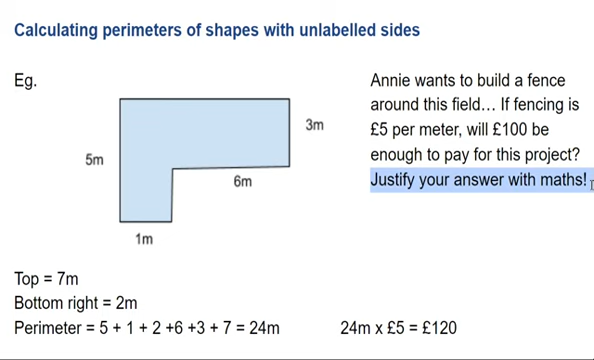 Calculating perimeters of shapes with unlabelled sides
Eg.
Annie wants to build a fence
around this field... If fencing is
£5 per meter, will £100 be
enough to pay for this project?
Justify your answer with maths!
3m
5m
6m
1m
Top = 7m
Bottom right = 2m
Perimeter = 5 + 1 + 2 +6 +3 + 7 = 24m
24m x £5 = £120